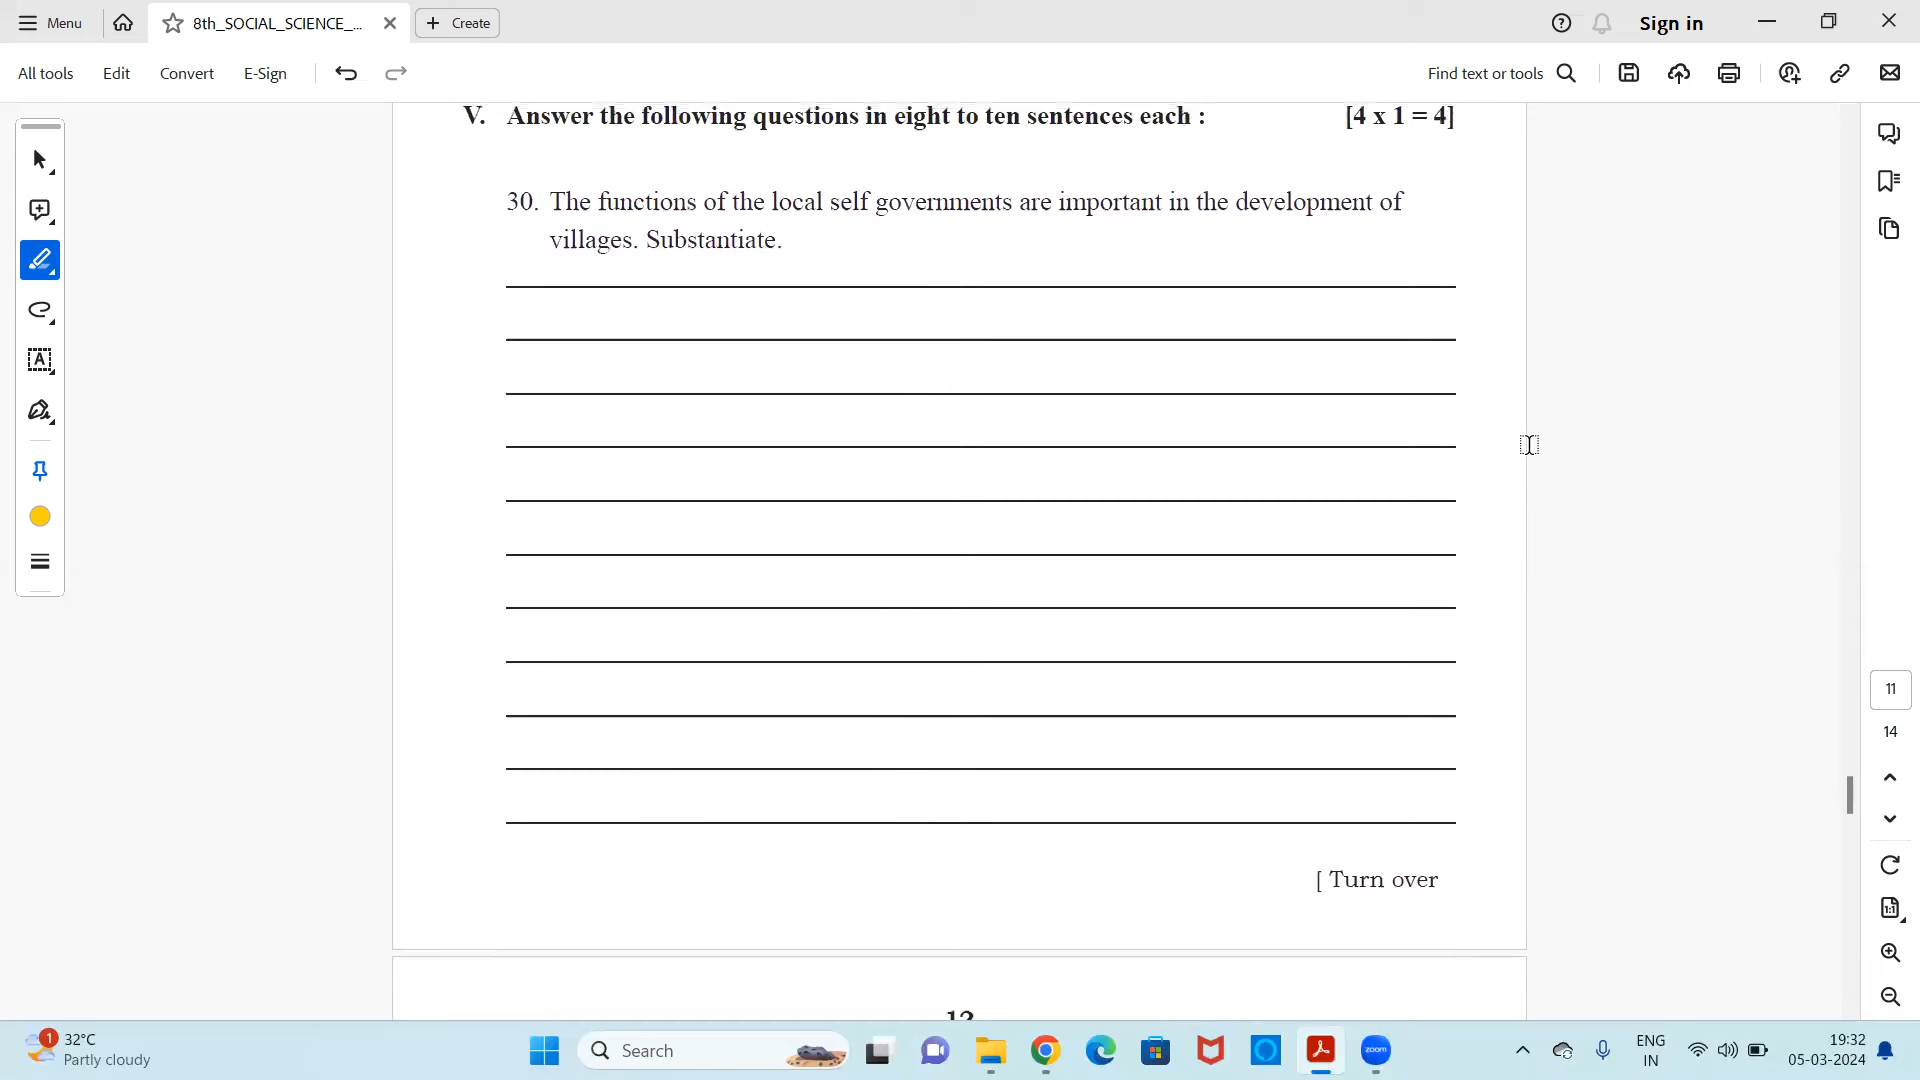 Menu
8th_SOCIAL_SCIENCE_...
Create
Sign in
All tools
Edit
Convert
E-Sign
Find text or tools
V. Answer the following questions in eight to ten sentences each : [4 x 1 = 4]
30. The functions of the local self governments are important in the development of
villages. Substantiate.
[ Turn over
11
14
1
32°C
Partly cloudy
Search
zoom
ENG
IN
19:32
05-03-2024